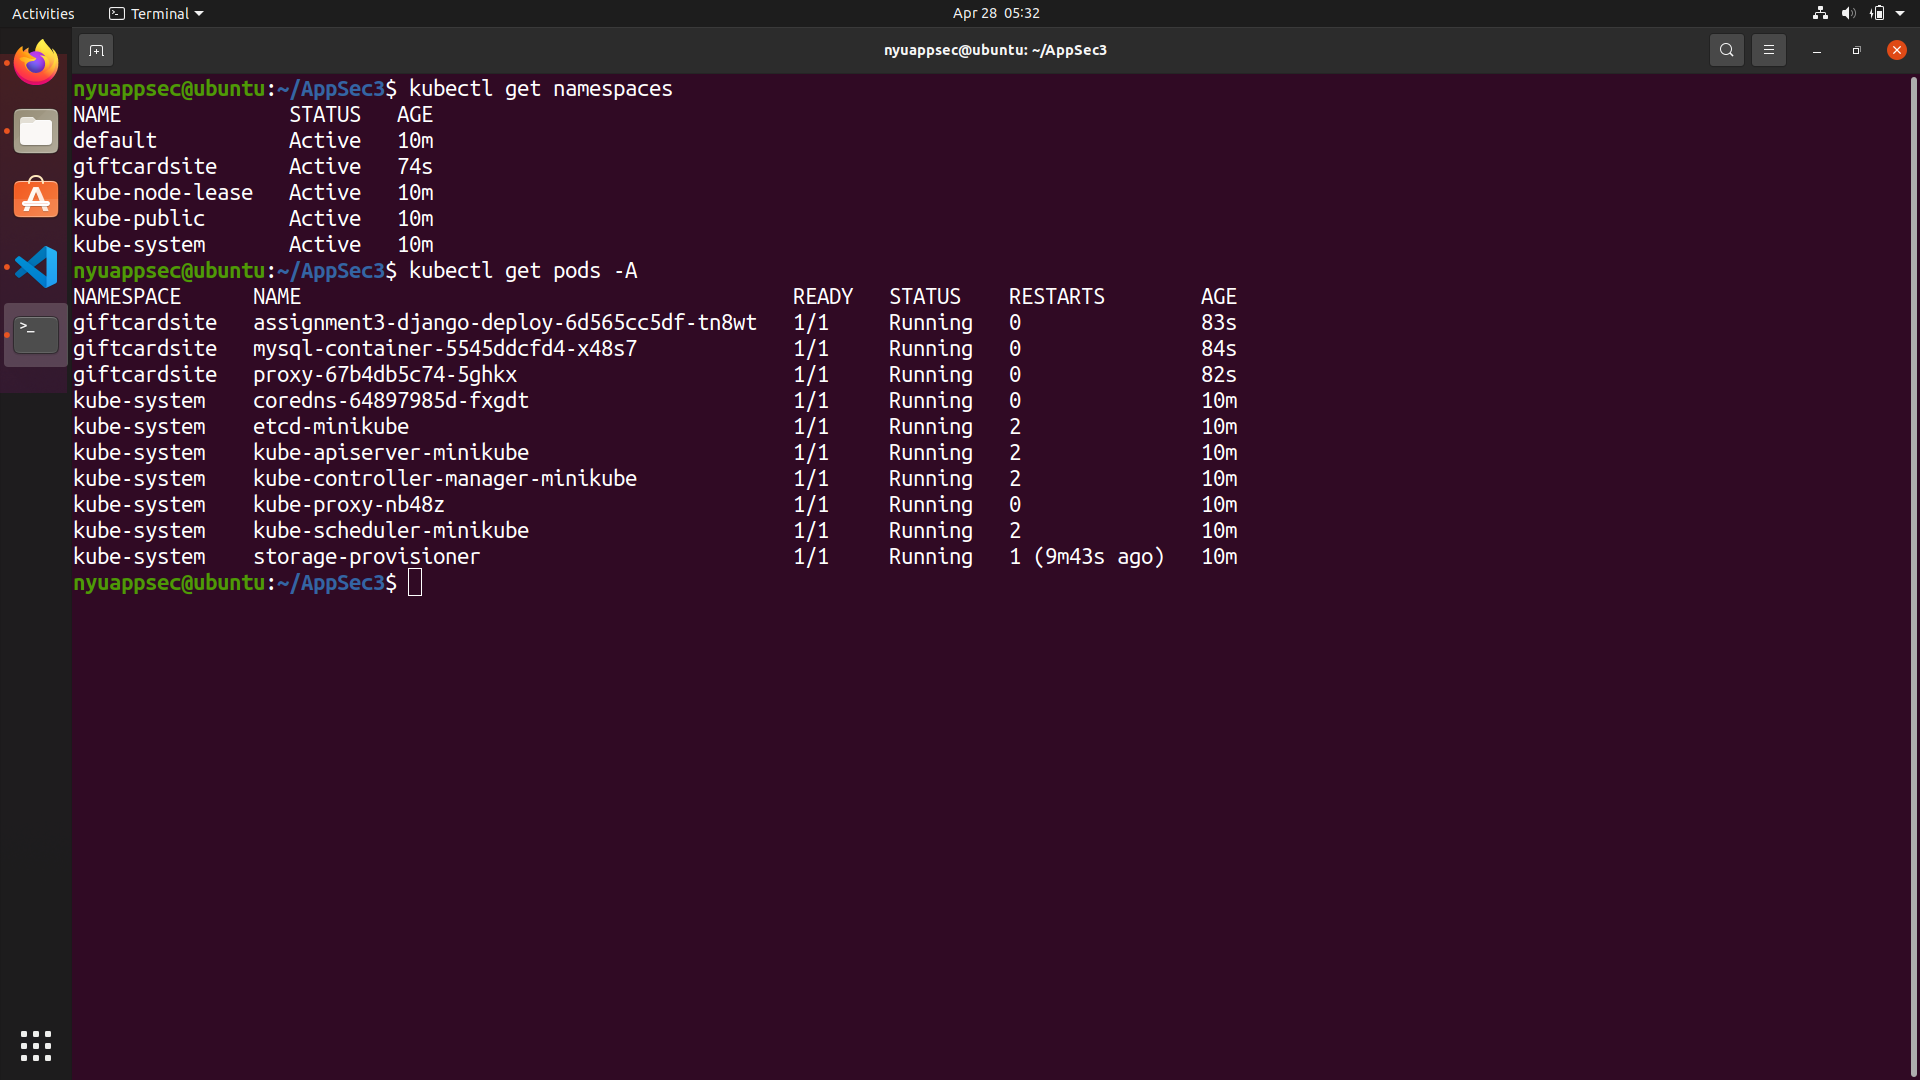 Activities Terminal Apr 28 05:32
nyuappsec@ubuntu: ~/AppSec3
nyuappsec@ubuntu:~/AppSec3$ kubectl get namespaces
NAME STATUS AGE
default Active 10m
giftcardsite Active 74s
kube-node-lease Active 10m
kube-public Active 10m
kube-system Active 10m
nyuappsec@ubuntu:~/AppSec3$ kubectl get pods -A
NAMESPACE NAME READY STATUS RESTARTS AGE
giftcardsite assignment3-django-deploy-6d565cc5df-tn8wt 1/1 Running 0 83s
giftcardsite mysql-container-5545ddcfd4-x48s7 1/1 Running 0 84s
giftcardsite proxy-67b4db5c74-5ghkx 1/1 Running 0 82s
kube-system coredns-64897985d-fxgdt 1/1 Running 0 10m
kube-system etcd-minikube 1/1 Running 2 10m
kube-system kube-apiserver-minikube 1/1 Running 2 10m
kube-system kube-controller-manager-minikube 1/1 Running 2 10m
kube-system kube-proxy-nb48z 1/1 Running 0 10m
kube-system kube-scheduler-minikube 1/1 Running 2 10m
kube-system storage-provisioner 1/1 Running 1 (9m43s ago) 10m
nyuappsec@ubuntu:~/AppSec3$